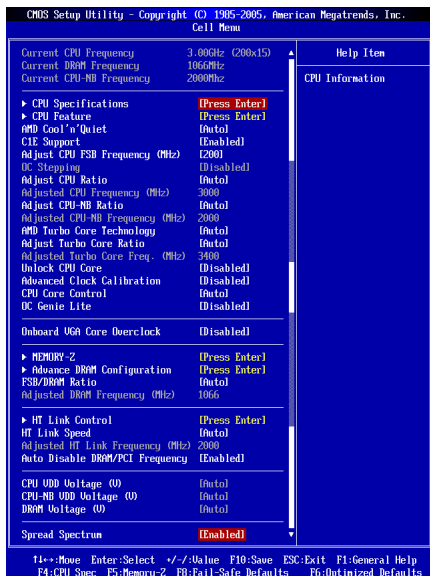 CMOS Setup Utility - Copyright (C) 1985-2005, American Megatrends, Inc.
Cell Menu
Current CPU Frequency 3.00GHz (200x15)
Current DRAM Frequency 1066MHz
Current CPU-NB Frequency 2000Mhz
Help Item
CPU Information
CPU Specifications [Press Enter]
CPU Feature [Press Enter]
AMD Cool'n'Quiet [Auto]
C1E Support [Enabled]
Adjust CPU FSB Frequency (MHz) [200]
OC Stepping [Disabled]
Adjust CPU Ratio [Auto]
Adjusted CPU Frequency (MHz) 3000
Adjust CPU-NB Ratio [Auto]
Adjusted CPU-NB Frequency (MHz) 2000
AMD Turbo Core Technology [Auto]
Adjust Turbo Core Ratio [Auto]
Adjusted Turbo Core Freq. (MHz) 3400
Unlock CPU Core [Disabled]
Advanced Clock Calibration [Disabled]
CPU Core Control [Auto]
OC Genie Lite [Disabled]
Onboard VGA Core Overclock [Disabled]
MEMORY-Z [Press Enter]
Advance DRAM Configuration [Press Enter]
FSB/DRAM Ratio [Auto]
Adjusted DRAM Frequency (MHz) 1066
HT Link Control [Press Enter]
HT Link Speed [Auto]
Adjusted HT Link Frequency (MHz) 2000
Auto Disable DRAM/PCI Frequency [Enabled]
CPU VDD Voltage (V) [Auto]
CPU-NB VDD Voltage (V) [Auto]
DRAM Voltage (V) [Auto]
Spread Spectrum [Enabled]
↑↓↔:Move Enter:Select +/-/:Value F10:Save ESC:Exit F1:General Help
F4:CPU Spec F5:Memory-Z F8:Fail-Safe Defaults F6:Optimized Defaults